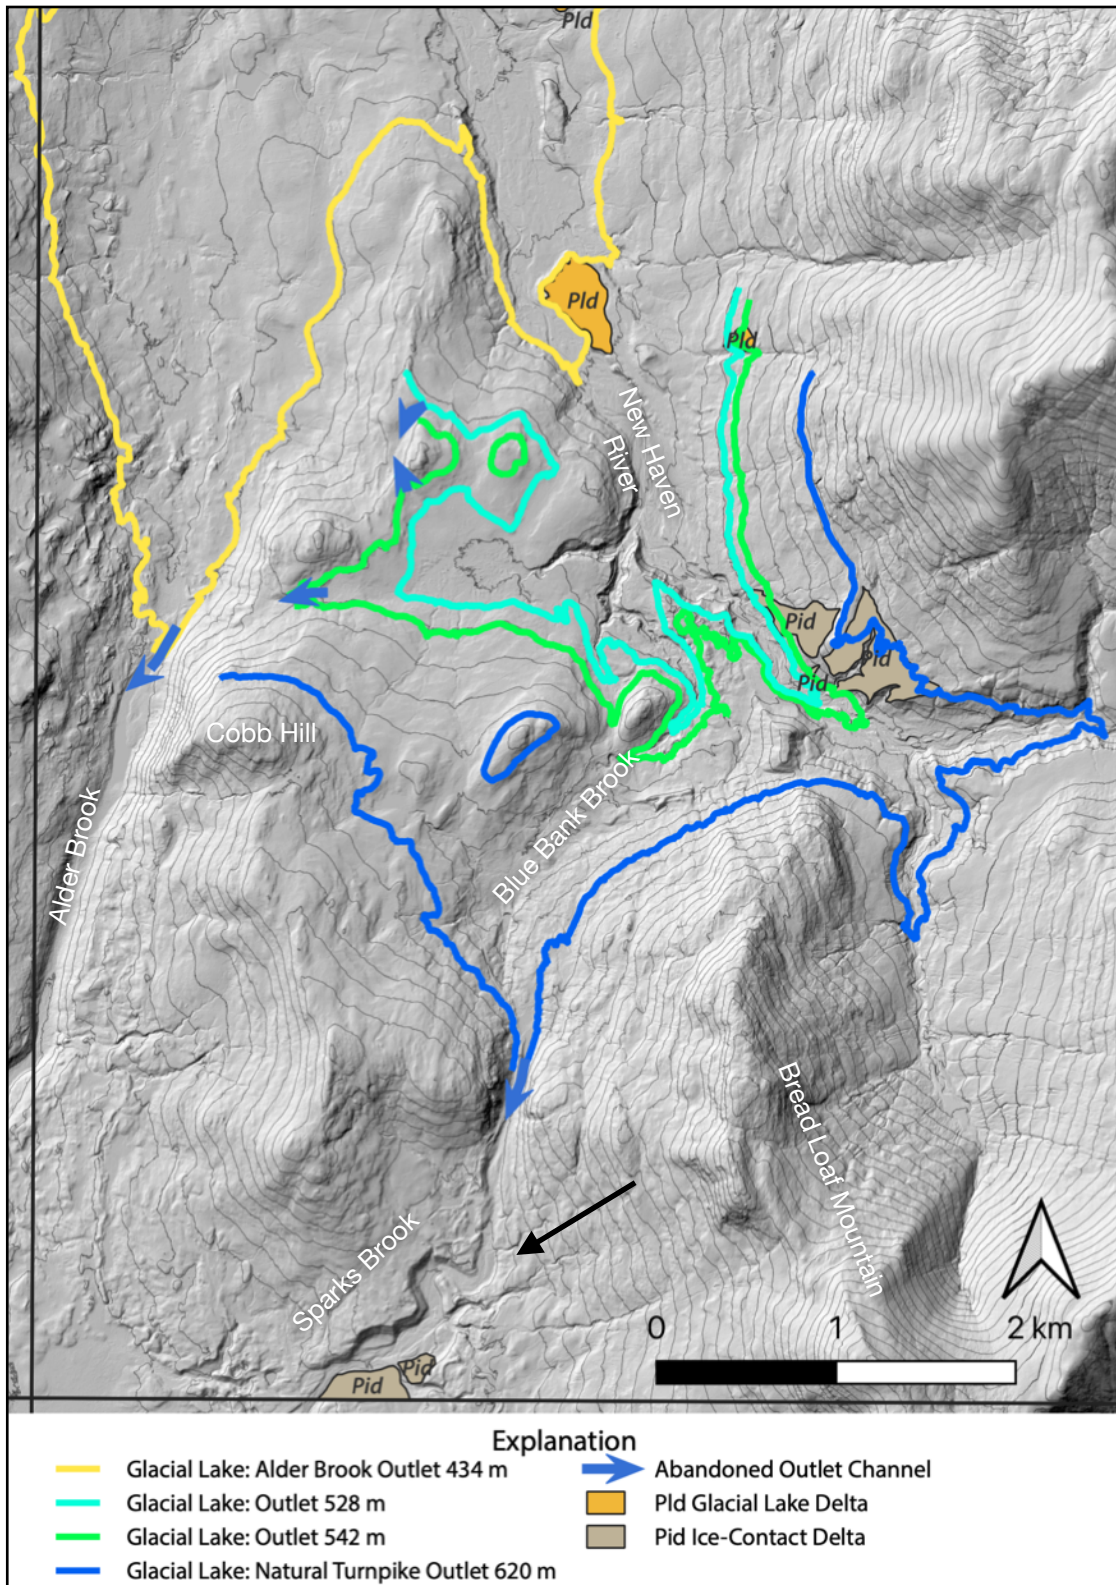 Pld
Pld
Pld
New Haven
River
Pid
Pld
Pid
Cobb Hill
Blue Bank Brook
Alder Brook
Bread Loaf Mountain
Sparks Brook
0 1 2 km
Pid
Pid
Explanation
Glacial Lake: Alder Brook Outlet 434 m
Glacial Lake: Outlet 528 m
Glacial Lake: Outlet 542 m
Glacial Lake: Natural Turnpike Outlet 620 m
Abandoned Outlet Channel
Pld Glacial Lake Delta
Pid Ice-Contact Delta